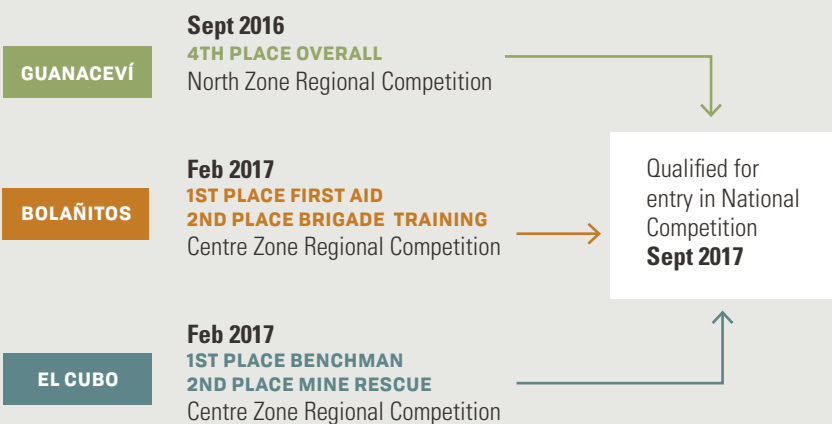 GUANACEVÍ
Sept 2016
4TH PLACE OVERALL
North Zone Regional Competition
BOLAÑITOS
Feb 2017
1ST PLACE FIRST AID
2ND PLACE BRIGADE TRAINING
Centre Zone Regional Competition
EL CUBO
Feb 2017
1ST PLACE BENCHMAN
2ND PLACE MINE RESCUE
Centre Zone Regional Competition
Qualified for
entry in National
Competition
Sept 2017